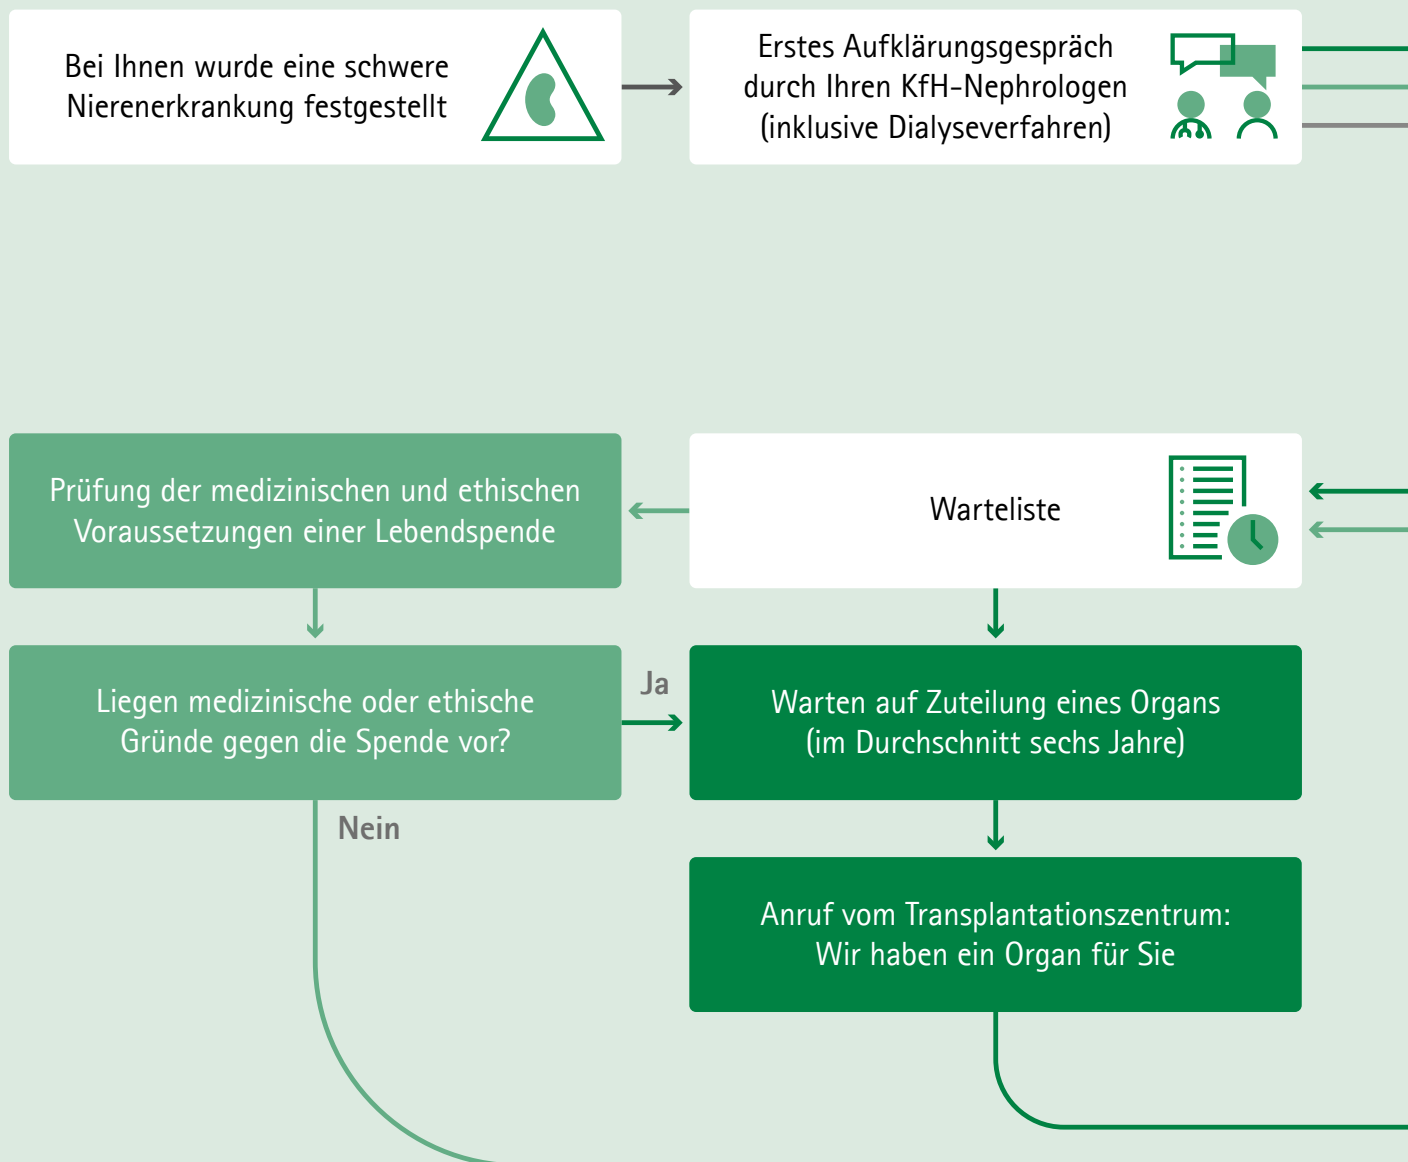 Bei Ihnen wurde eine schwere
Nierenerkrankung festgestellt
Erstes Aufklärungsgespräch
durch Ihren KfH-Nephrologen
(inklusive Dialyseverfahren)
Prüfung der medizinischen und ethischen
Voraussetzungen einer Lebendspende
Warteliste
Liegen medizinische oder ethische
Gründe gegen die Spende vor?
Ja
Warten auf Zuteilung eines Organs
(im Durchschnitt sechs Jahre)
Nein
Anruf vom Transplantationszentrum:
Wir haben ein Organ für Sie